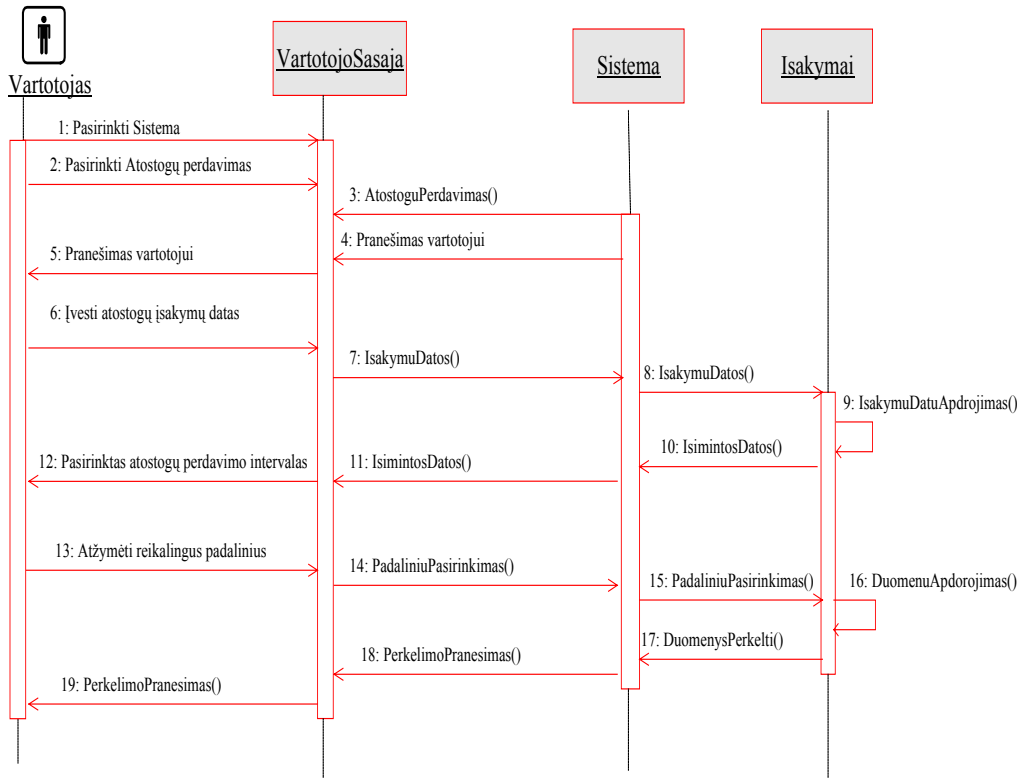 Vartotojas
VartotojoSasaja
Sistema
Isakymai
1: Pasirinkti Sistema
2: Pasirinkti Atostogų perdavimas
3: AtostoguPerdavimas()
4: Pranešimas vartotojui
5: Pranešimas vartotojui
6: Įvesti atostogų įsakymų datas
7: IsakymuDatos()
8: IsakymuDatos()
9: IsakymuDatuApdrojimas()
10: IsimintosDatos()
11: IsimintosDatos()
12: Pasirinktas atostogų perdavimo intervalas
13: Atžymėti reikalingus padalinius
14: PadaliniuPasirinkimas()
15: PadaliniuPasirinkimas()
16: DuomenuApdorojimas()
17: DuomenysPerkelti()
18: PerkelimoPranesimas()
19: PerkelimoPranesimas()